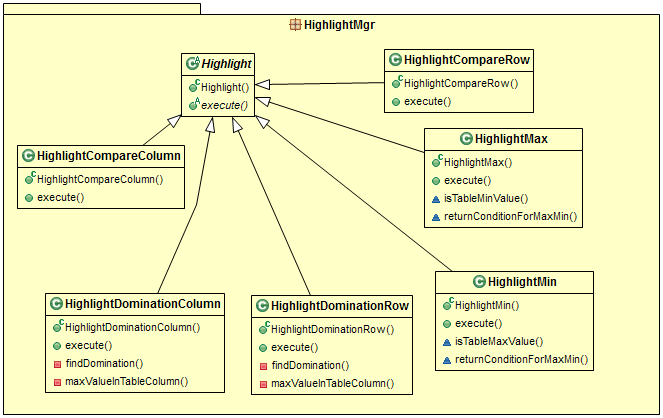 HighlightMgr
Highlight
Highlight()
execute()
HighlightCompareRow
HighlightCompareRow()
execute()
HighlightMax
HighlightMax()
execute()
isTableMinValue()
returnConditionForMaxMin()
HighlightCompareColumn
HighlightCompareColumn()
execute()
HighlightMin
HighlightMin()
execute()
isTableMaxValue()
returnConditionForMaxMin()
HighlightDominationColumn
HighlightDominationColumn()
execute()
findDomination()
maxValueInTableColumn()
HighlightDominationRow
HighlightDominationRow()
execute()
findDomination()
maxValueInTableColumn()